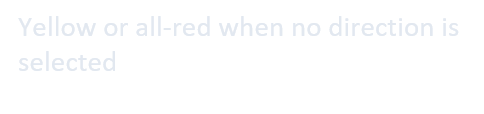 Yellow or all-red when no direction is
selected